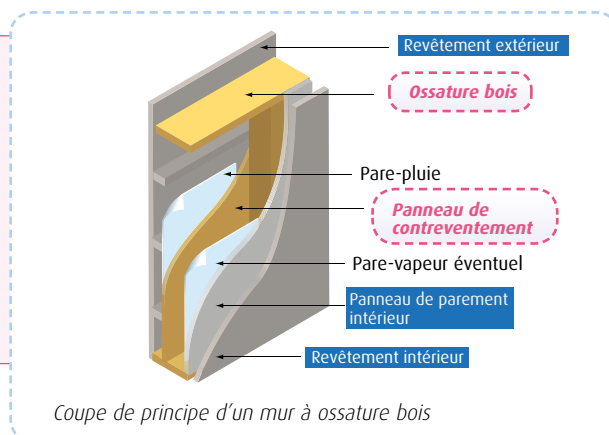 Revêtement extérieur
Ossature bois
Pare-pluie
Panneau de
contreventement
Pare-vapeur éventuel
Panneau de parement
intérieur
Revêtement intérieur
Coupe de principe d'un mur à ossature bois